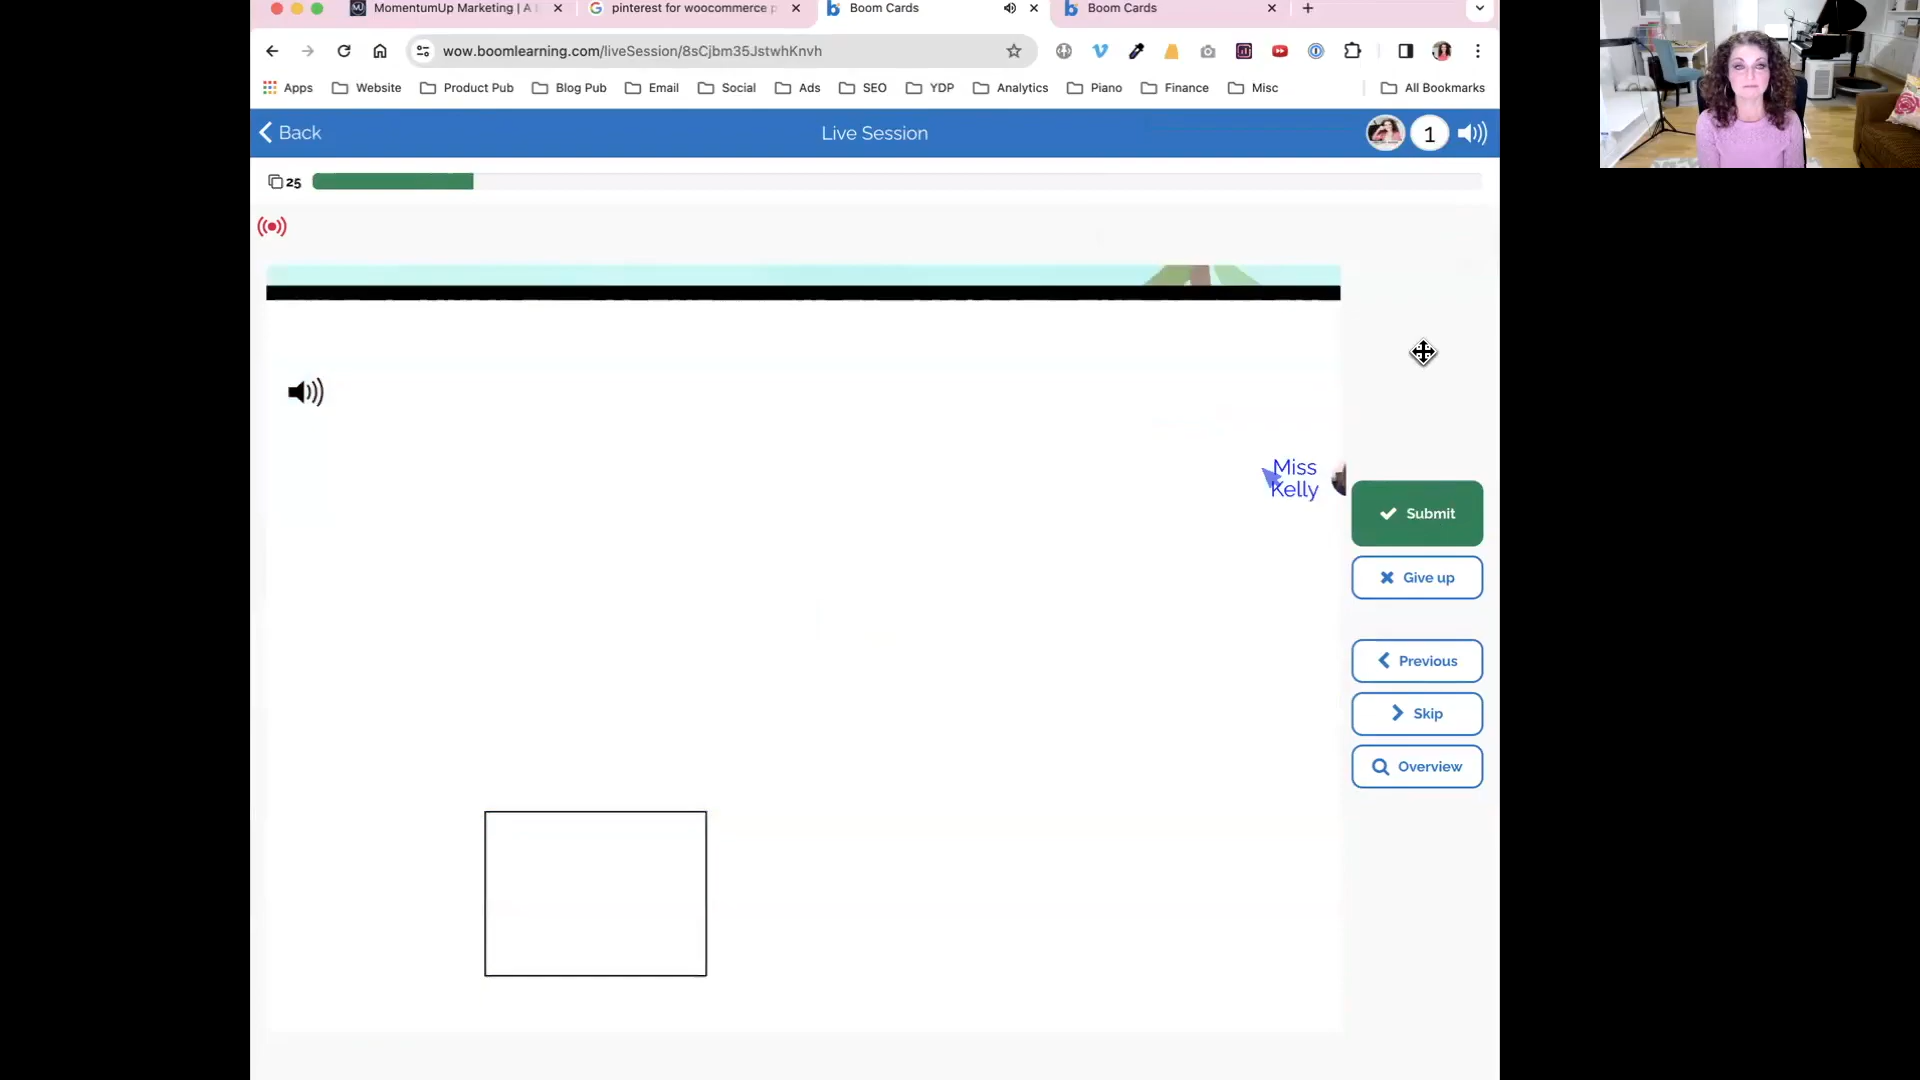 MomentumUp Marketing | A
pinterest for woocommerce p
Boom Cards
Boom Cards
wow.boomlearning.com/liveSession/8sCjbm35JstwhKnvh
Apps
Website
Product Pub
Blog Pub
Email
Social
Ads
SEO
YDP
Analytics
Piano
Finance
Misc
All Bookmarks
Back
Live Session
1
25
Miss
Kelly
Submit
Give up
Previous
Skip
Overview